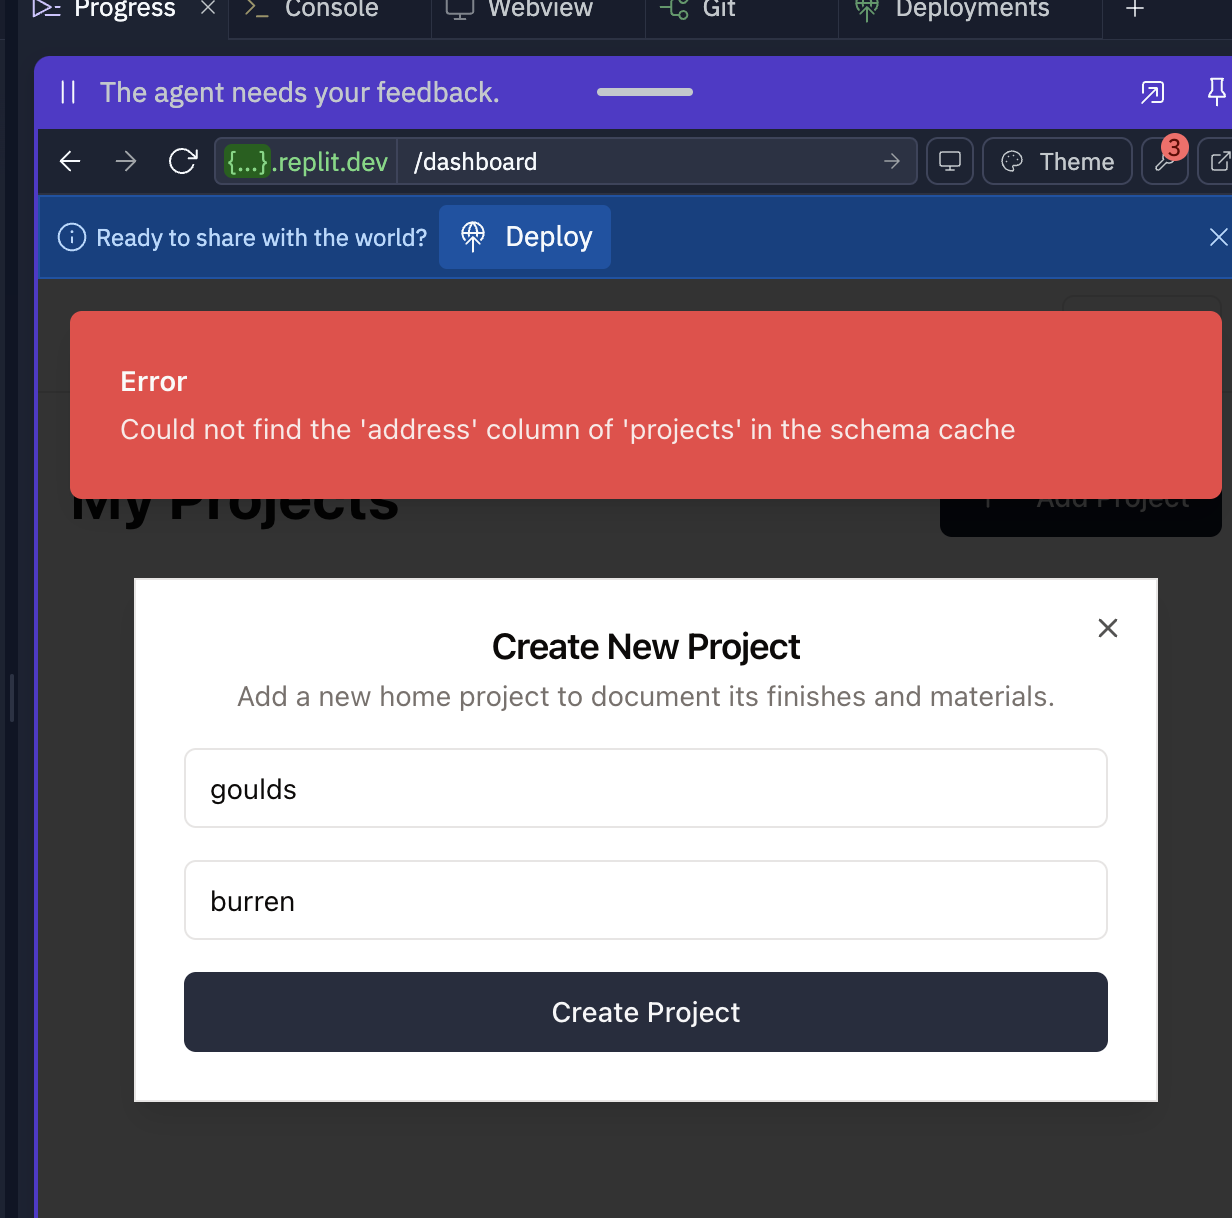 Progress
Console
Webview
Git
Deployments
The agent needs your feedback.
{...}.replit.dev
/dashboard
Theme
3
Ready to share with the world?
Deploy
Error
Could not find the 'address' column of 'projects' in the schema cache
My Projects
Add Project
Create New Project
Add a new home project to document its finishes and materials.
goulds
burren
Create Project